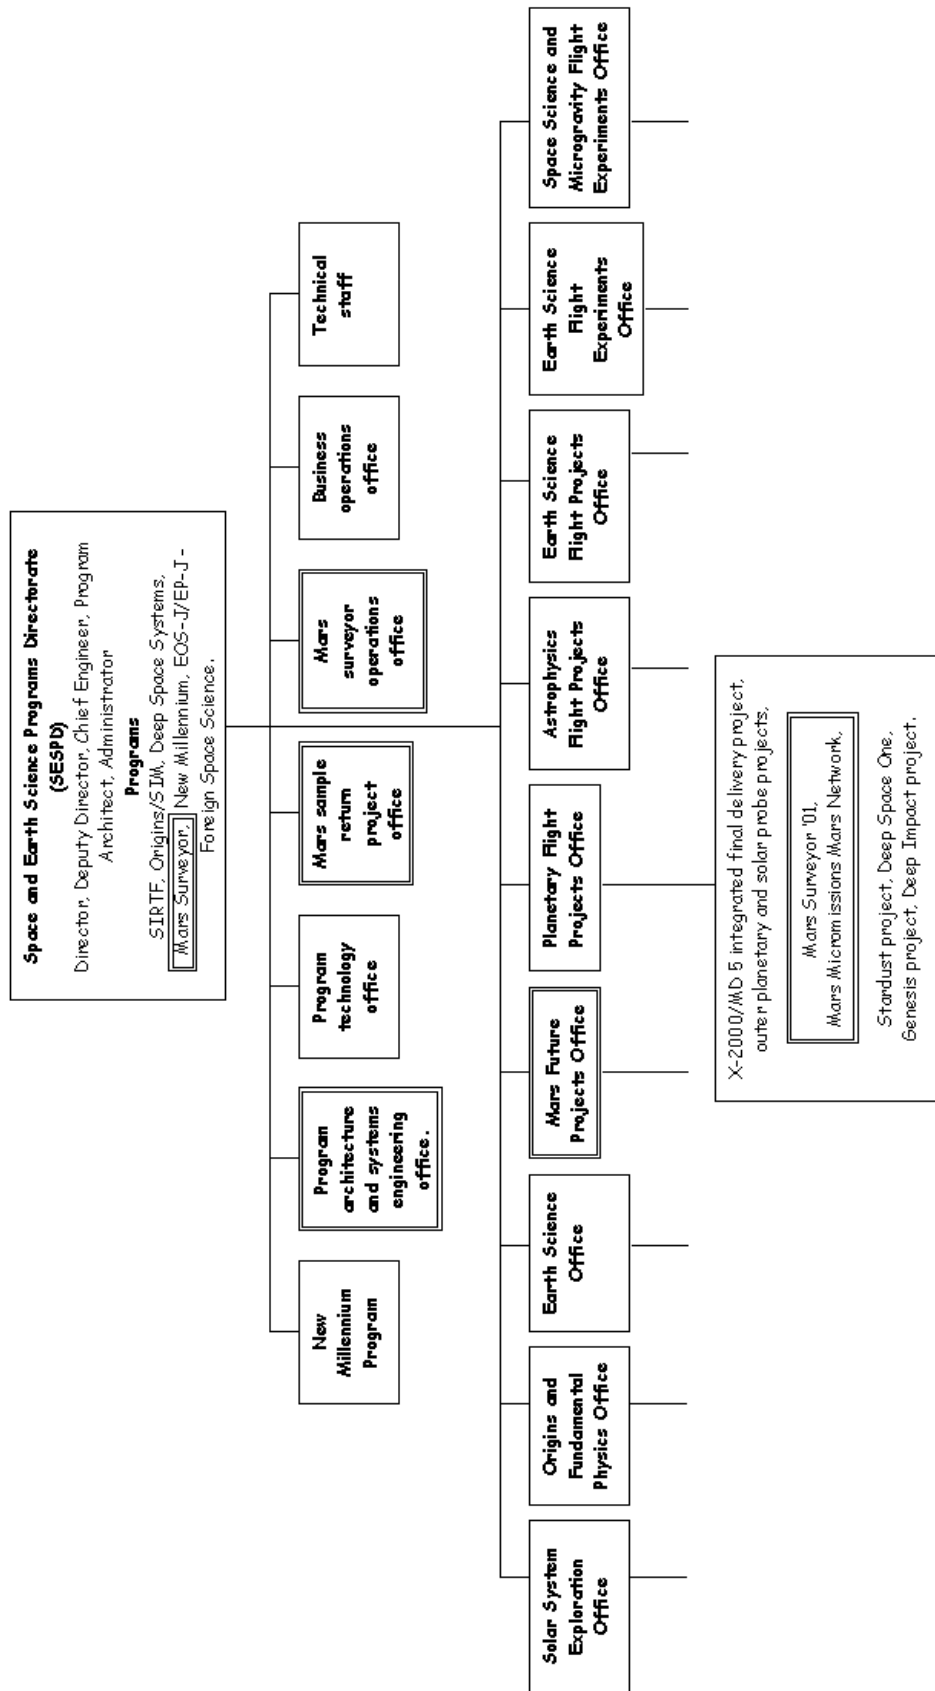 Space and Earth Science Programs Directorate
(SESPD)
Director, Deputy Director, Chief Engineer, Program
Architect, Administrator
Programs
SIRTF, Origins/SIM, Deep Space Systems,
Mars Surveyor, New Millennium, EOS-J/EP-J -
Foreign Space Science.
New
Millennium
Program
Program
architecture
and systems
engineering
office.
Program
technology
office
Mars sample
return
project
office
Mars
surveyor
operations
office
Business
operations
office
Technical
staff
Solar System
Exploration
Office
Origins and
Fundamental
Physics Office
Earth Science
Office
Mars Future
Projects Office
Planetary Flight
Projects Office
Astrophysics
Flight Projects
Office
Earth Science
Flight Projects
Office
Earth Science
Flight
Experiments
Office
Space Science and
Microgravity Flight
Experiments Office
X-2000/MD 5 integrated final delivery project,
outer planetary and solar probe projects,
Mars Surveyor '01,
Mars Micromissions Mars Network,
Stardust project, Deep Space One,
Genesis project, Deep Impact project.